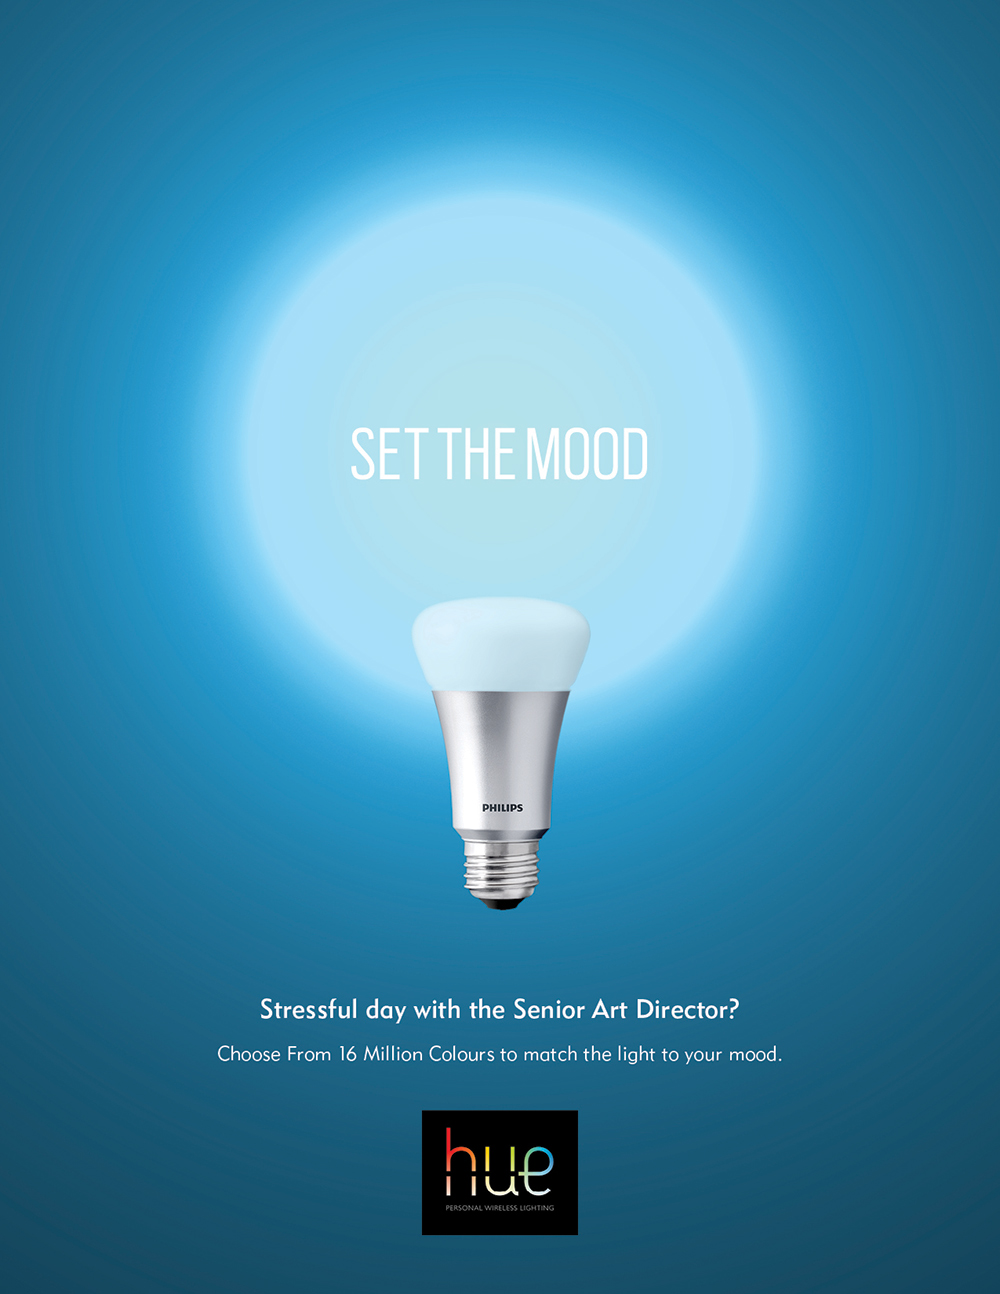 SET THE MOOD
PHILIPS
Stressful day with the Senior Art Director?
Choose From 16 Million Colours to match the light to your mood.
hue
PERSONAL WIRELESS LIGHTING